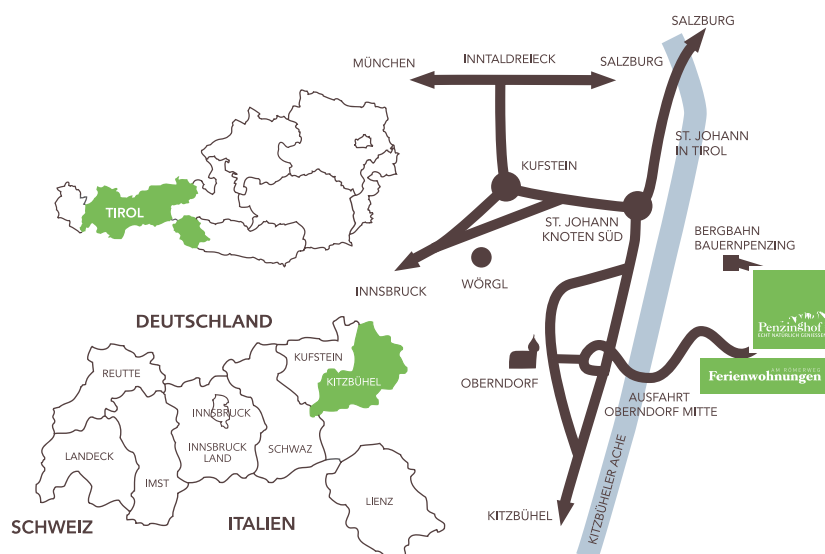 TIROL
DEUTSCHLAND
KUFSTEIN
KITZBÜHEL
REUTTE
INNSBRUCK
INNSBRUCK
LAND
SCHWAZ
LANDECK
IMST
LIENZ
SCHWEIZ
ITALIEN
SALZBURG
MÜNCHEN
INNTALDREIECK
SALZBURG
ST. JOHANN
IN TIROL
KUFSTEIN
ST. JOHANN
KNOTEN SÜD
BERGBAHN
BAUERNPENZING
INNSBRUCK
WÖRGL
Penzinghof
ECHT NATÜRLICH GENIESSEN
OBERNDORF
AM RÖMERWEG
Ferienwohnungen
AUSFAHRT
OBERNDORF MITTE
KITZBÜHELER ACHE
KITZBÜHEL